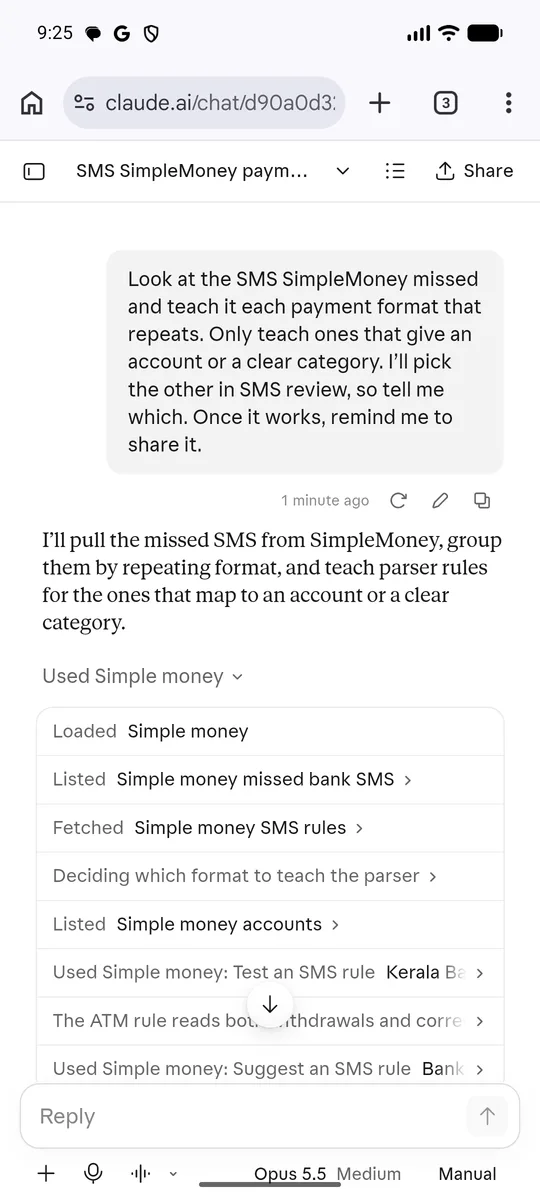 9:25
claude.ai/chat/d90a0d3
3
SMS SimpleMoney paym...
Share
Look at the SMS SimpleMoney missed
and teach it each payment format that
repeats. Only teach ones that give an
account or a clear category. I’ll pick
the other in SMS review, so tell me
which. Once it works, remind me to
share it.
1 minute ago
I’ll pull the missed SMS from SimpleMoney, group
them by repeating format, and teach parser rules
for the ones that map to an account or a clear
category.
Used Simple money
Loaded Simple money
Listed Simple money missed bank SMS
Fetched Simple money SMS rules
Deciding which format to teach the parser
Listed Simple money accounts
Used Simple money: Test an SMS rule Kerala Ba
The ATM rule reads withdrawals and corre
Used Simple money: Suggest an SMS rule Bank
Reply
Opus 5.5 Medium
Manual